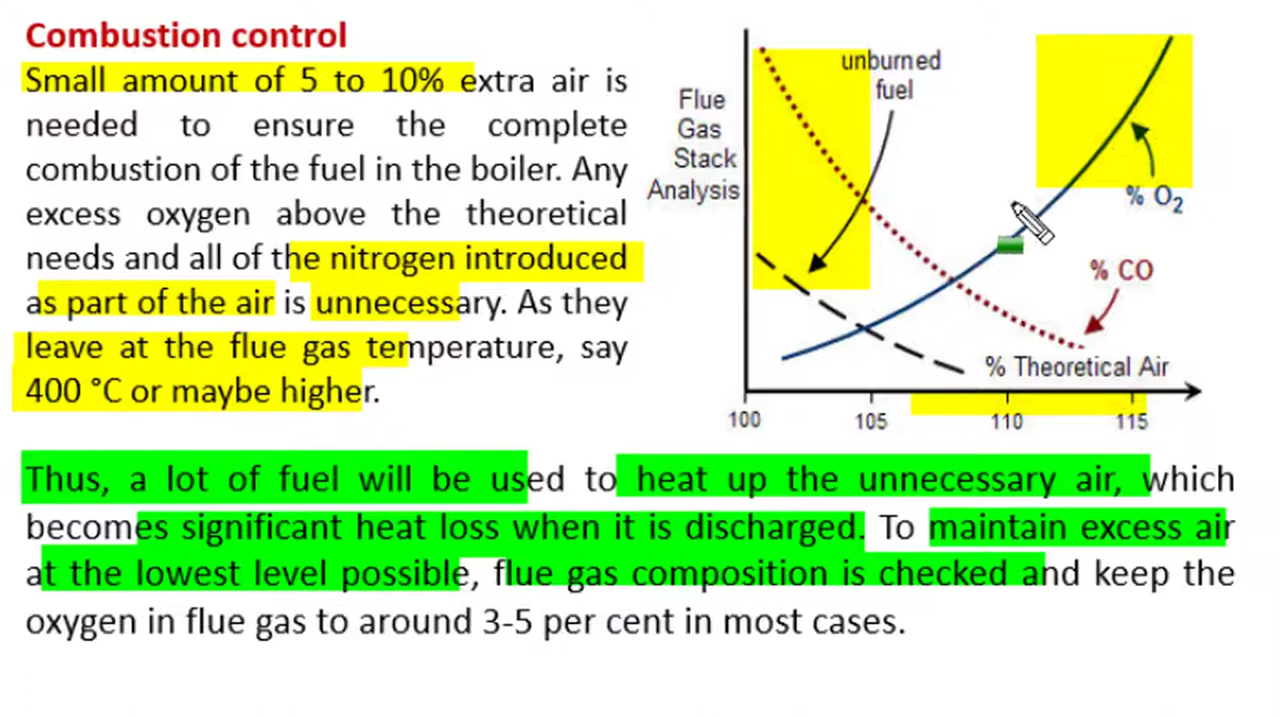 Combustion control
Small amount of 5 to 10% extra air is
needed to ensure the complete
combustion of the fuel in the boiler. Any
excess oxygen above the theoretical
needs and all of the nitrogen introduced
as part of the air is unnecessary. As they
leave at the flue gas temperature, say
400 °C or maybe higher.
unburned
fuel
Flue
Gas
Stack
Analysis
% O2
% CO
% Theoretical Air
100 105 110 115
Thus, a lot of fuel will be used to heat up the unnecessary air, which
becomes significant heat loss when it is discharged. To maintain excess air
at the lowest level possible, flue gas composition is checked and keep the
oxygen in flue gas to around 3-5 per cent in most cases.